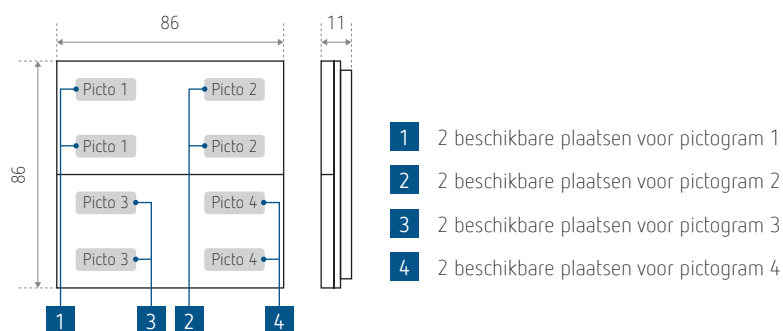 86
11
Picto 1
Picto 2
Picto 1
Picto 2
86
Picto 3
Picto 4
Picto 3
Picto 4
1
3
2
4
1 2 beschikbare plaatsen voor pictogram 1
2 2 beschikbare plaatsen voor pictogram 2
3 2 beschikbare plaatsen voor pictogram 3
4 2 beschikbare plaatsen voor pictogram 4